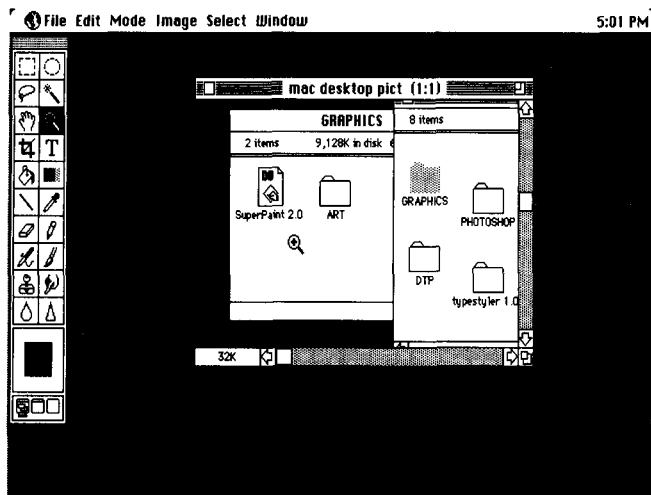 File Edit Mode Image Select Window 5:01 PM
mac desktop pict (1:1)
GRAPHICS 8 items
2 items 9,128K in disk
SuperPaint 2.0 ART GRAPHICS PHOTOSHOP
DTP typestyler 1.0
T
32K